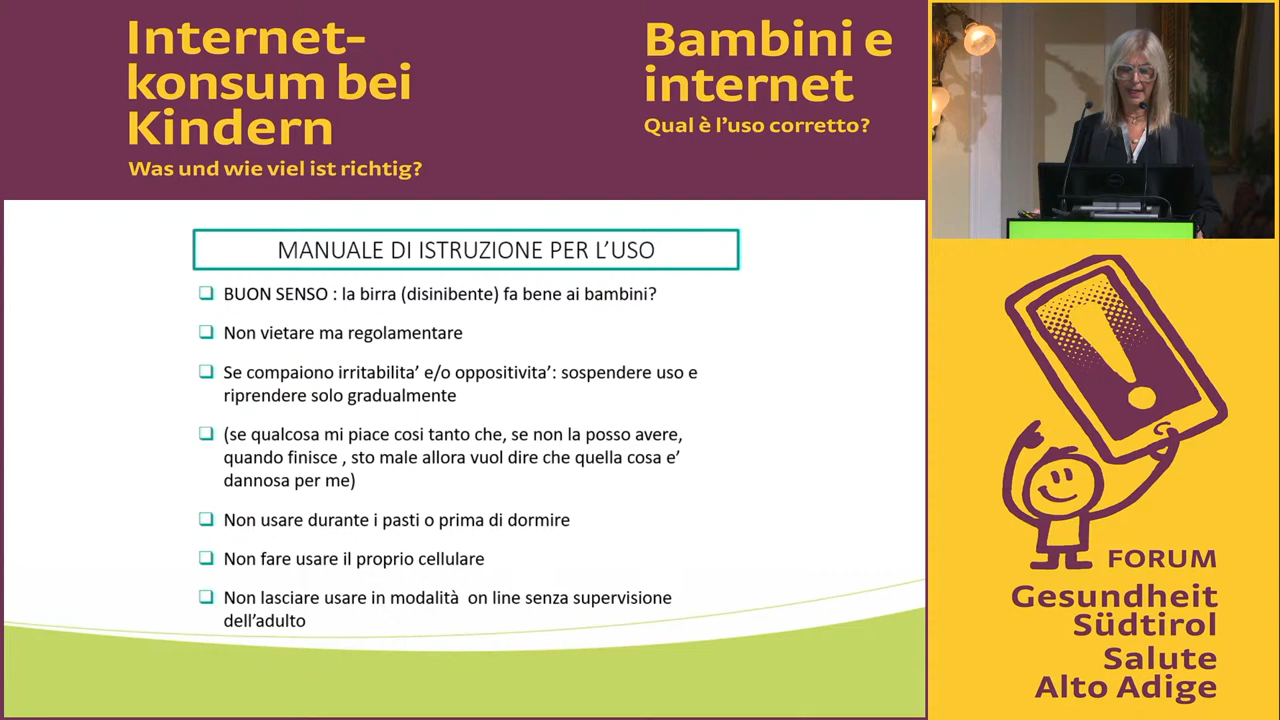 Internet-
konsum bei
Kindern
Was und wie viel ist richtig?
Bambini e
internet
Qual è l’uso corretto?
MANUALE DI ISTRUZIONE PER L’USO
BUON SENSO : la birra (disinibente) fa bene ai bambini?
Non vietare ma regolamentare
Se compaiono irritabilita’ e/o oppositivita’: sospendere uso e
riprendere solo gradualmente
(se qualcosa mi piace cosi tanto che, se non la posso avere,
quando finisce , sto male allora vuol dire che quella cosa e’
dannosa per me)
Non usare durante i pasti o prima di dormire
Non fare usare il proprio cellulare
Non lasciare usare in modalità on line senza supervisione
dell’adulto
FORUM
Gesundheit
Südtirol
Salute
Alto Adige